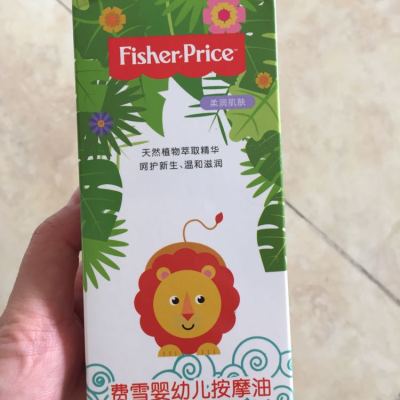 Fisher-Price
柔润肌肤
天然植物萃取精华
呵护新生、温和滋润
费雪婴幼儿按摩油